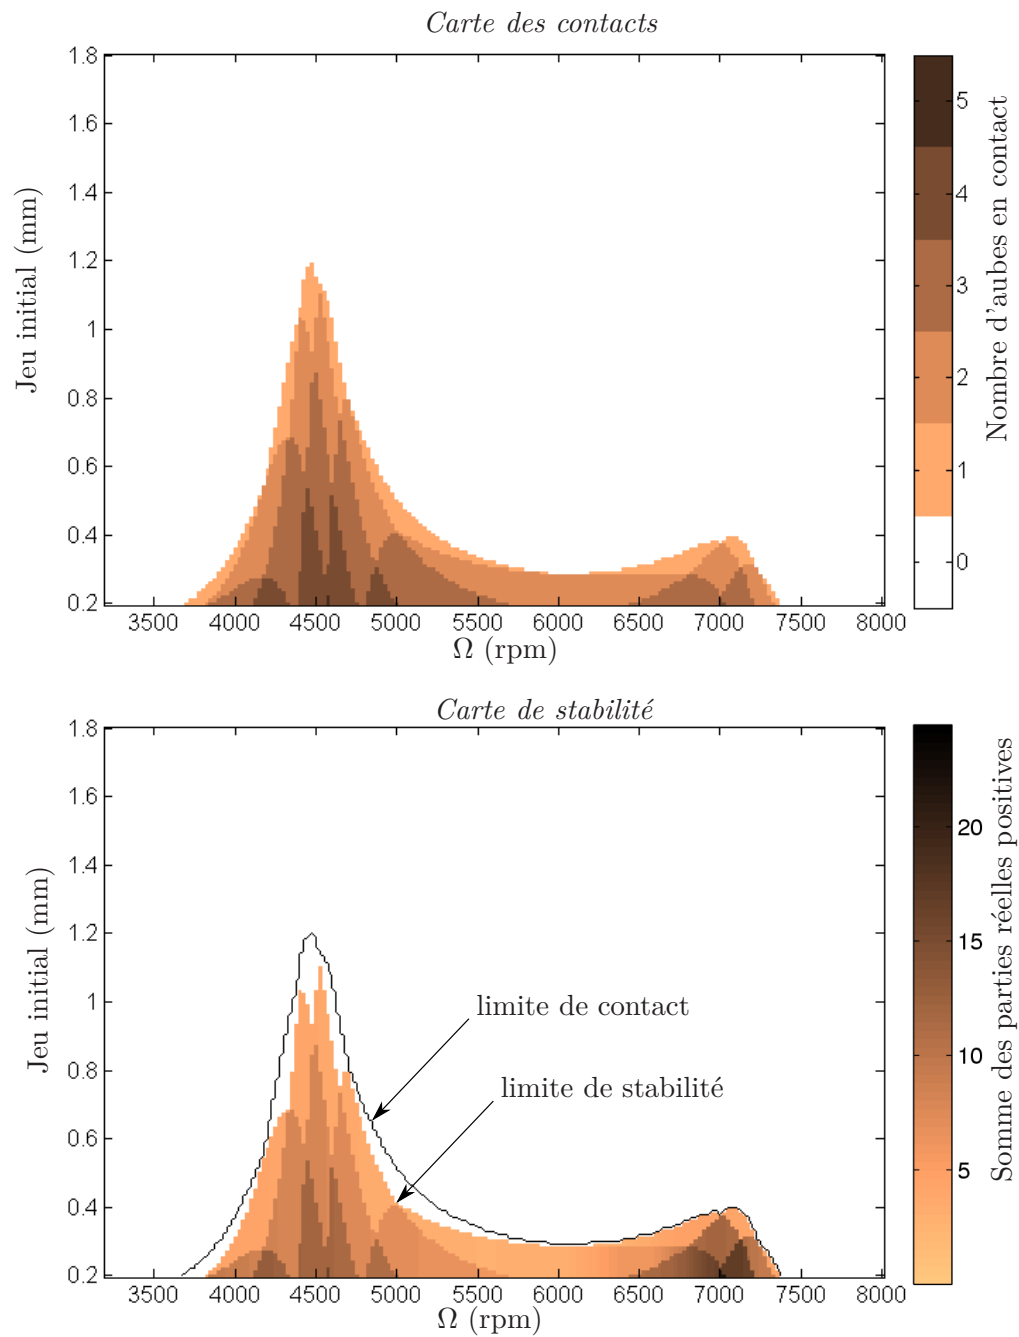 Carte des contacts
1.8
1.6
1.4
1.2
1
0.8
0.6
0.4
0.2
Jeu initial (mm)
3500 4000 4500 5000 5500 6000 6500 7000 7500 8000
Ω (rpm)
5
4
3
2
1
0
Nombre d'aubes en contact
Carte de stabilité
1.8
1.6
1.4
1.2
1
0.8
0.6
0.4
0.2
Jeu initial (mm)
limite de contact
limite de stabilité
3500 4000 4500 5000 5500 6000 6500 7000 7500 8000
Ω (rpm)
20
15
10
5
Somme des parties réelles positives